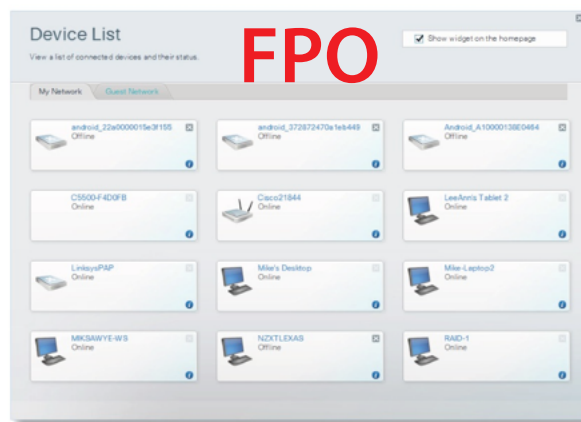 Device List
FPO
Show widget on the homepage
View a list of connected devices and their status.
My Network
Guest Network
android_22a0000015e3f155
Offline
android_372872470a1eb449
Offline
Android_A10000138E0464
Offline
C5500-F4D0FB
Online
Cisco21844
Online
LeeAnn's Tablet 2
Online
LinksysPAP
Online
Mike's Desktop
Online
Mike-Laptop2
Online
MIKSAWYE-WS
Online
NZXTLEXAS
Offline
RAID-1
Online